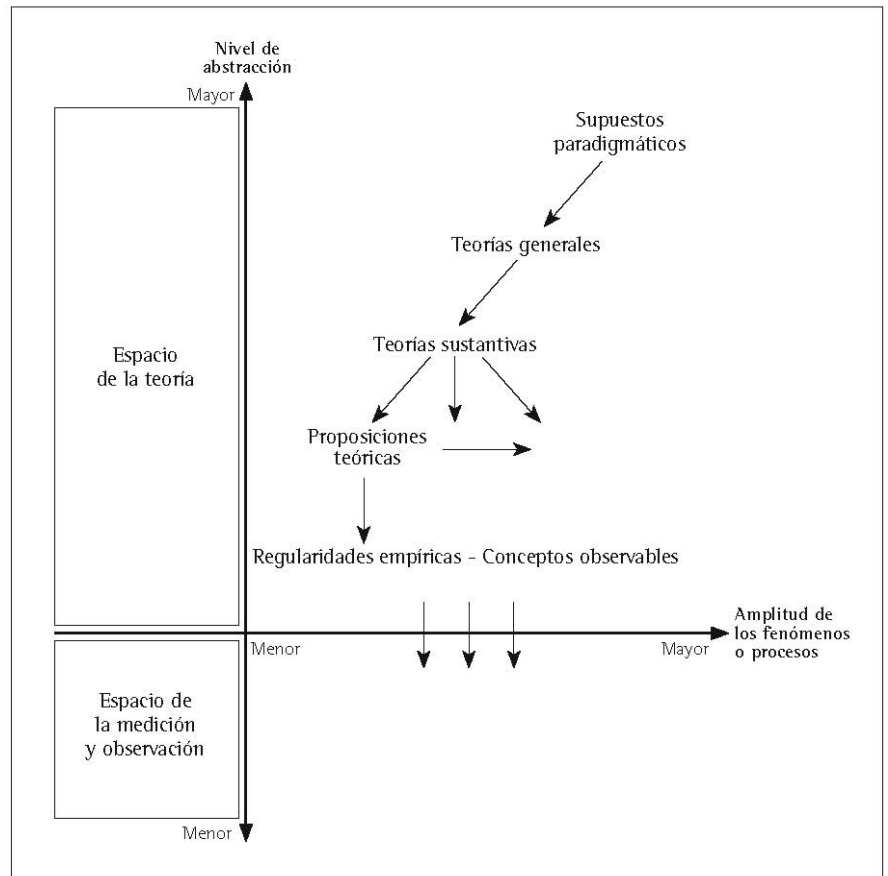 Nivel de
abstracción
Mayor
Supuestos
paradigmáticos
Teorías generales
Teorías sustantivas
Espacio
de la teoría
Proposiciones
teóricas
Regularidades empíricas - Conceptos observables
Amplitud de
los fenómenos
o procesos
Menor
Mayor
Espacio de
la medición
y observación
Menor